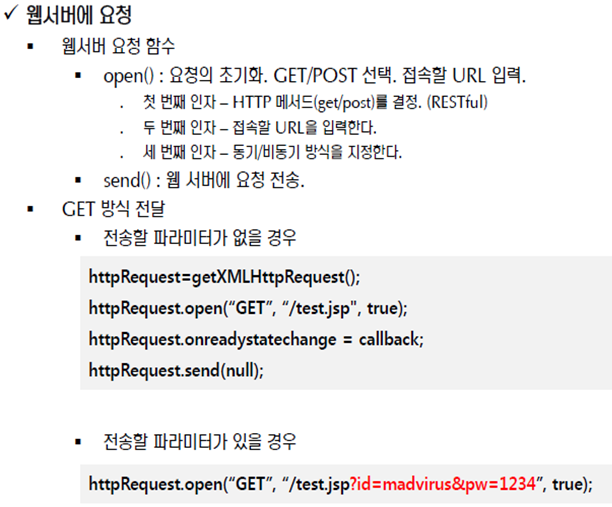 ✓ 웹서버에 요청
▪ 웹서버 요청 함수
▪ open() : 요청의 초기화. GET/POST 선택. 접속할 URL 입력.
. 첫 번째 인자 – HTTP 메서드(get/post)를 결정. (RESTful)
. 두 번째 인자 – 접속할 URL을 입력한다.
. 세 번째 인자 – 동기/비동기 방식을 지정한다.
▪ send() : 웹 서버에 요청 전송.
▪ GET 방식 전달
▪ 전송할 파라미터가 없을 경우
httpRequest=getXMLHttpRequest();
httpRequest.open(“GET”, “/test.jsp", true);
httpRequest.onreadystatechange = callback;
httpRequest.send(null);
▪ 전송할 파라미터가 있을 경우
httpRequest.open(“GET”, “/test.jsp?id=madvirus&pw=1234”, true);